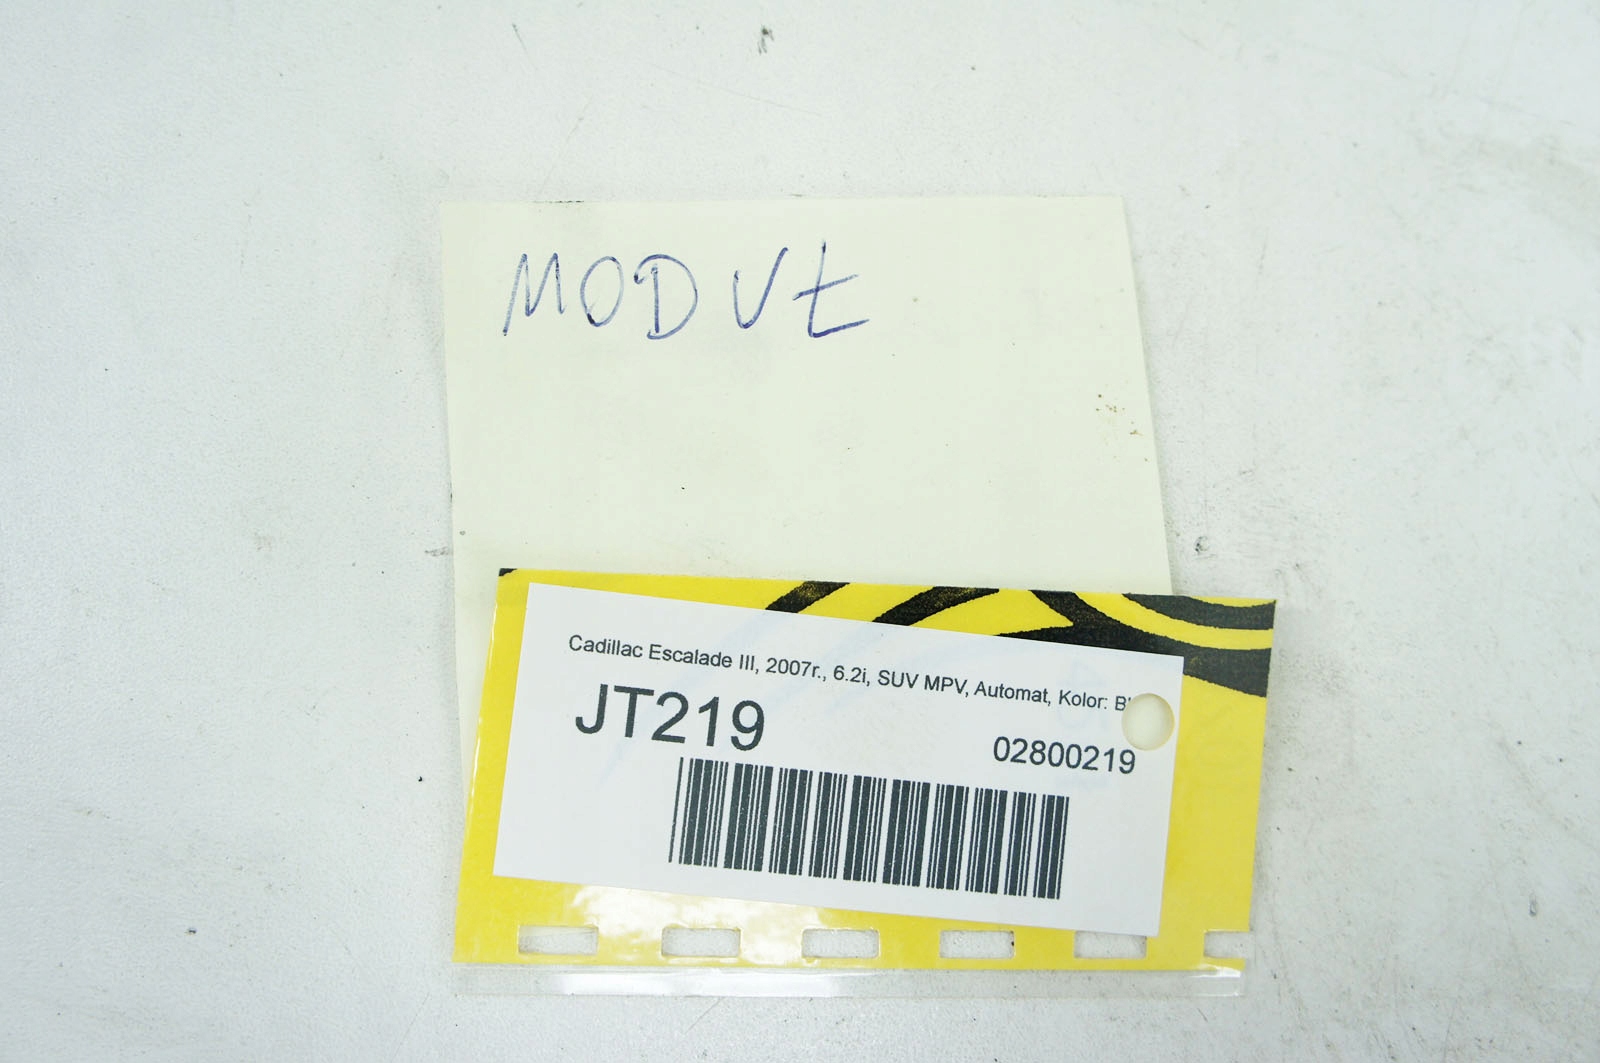 MODUŁ
Cadillac Escalade III, 2007r., 6.2i, SUV MPV, Automat, Kolor:
JT219
02800219